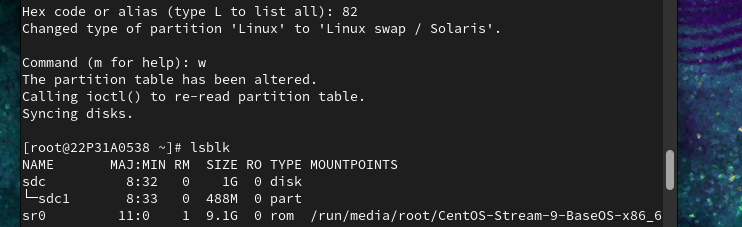 Hex code or alias (type L to list all): 82
Changed type of partition 'Linux' to 'Linux swap / Solaris'.
Command (m for help): w
The partition table has been altered.
Calling ioctl() to re-read partition table.
Syncing disks.
[root@22P31A0538 ~]# lsblk
NAME   MAJ:MIN RM  SIZE RO TYPE MOUNTPOINTS
sdc      8:32   0    1G  0 disk
└─sdc1   8:33   0  488M  0 part
sr0     11:0    1  9.1G  0 rom  /run/media/root/CentOS-Stream-9-BaseOS-x86_6